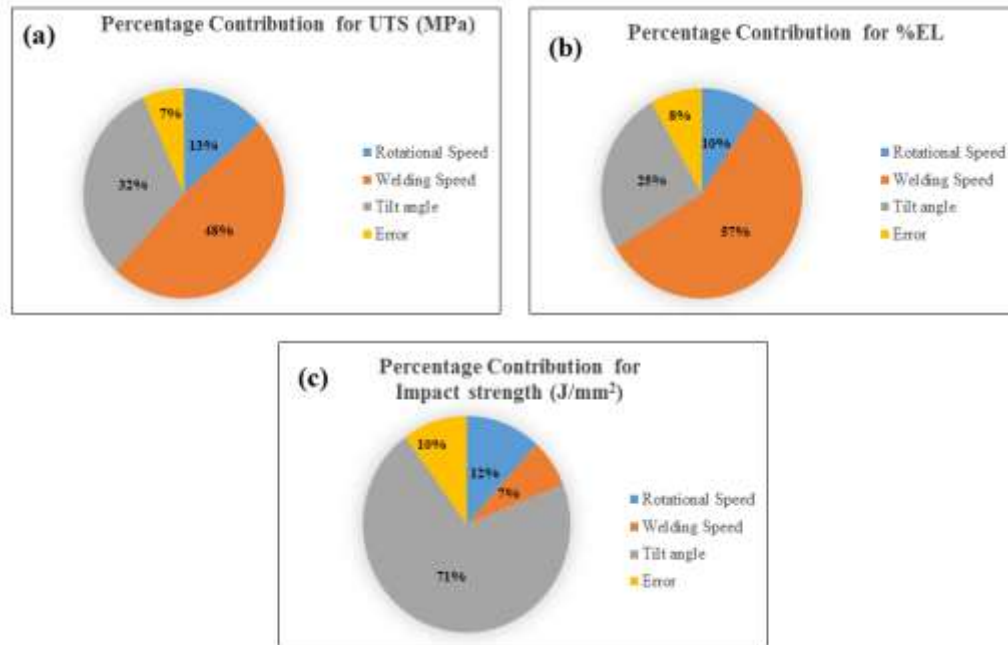 (a)
Percentage Contribution for UTS (MPa)
7%
13%
32%
48%
Rotational Speed
Welding Speed
Tilt angle
Error
(b)
Percentage Contribution for %EL
8%
10%
25%
57%
Rotational Speed
Welding Speed
Tilt angle
Error
(c)
Percentage Contribution for
Impact strength (J/mm²)
10%
12%
7%
71%
Rotational Speed
Welding Speed
Tilt angle
Error